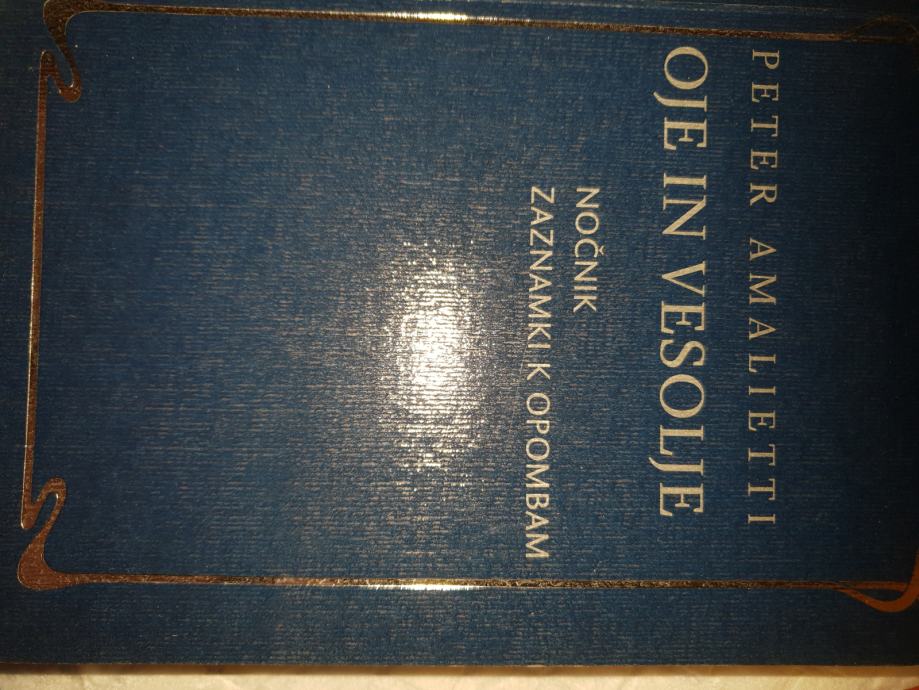 PETER AMALIETTI
OJE IN VESOLJE
NOČNIK
ZAZNAMKI K OPOMBAM